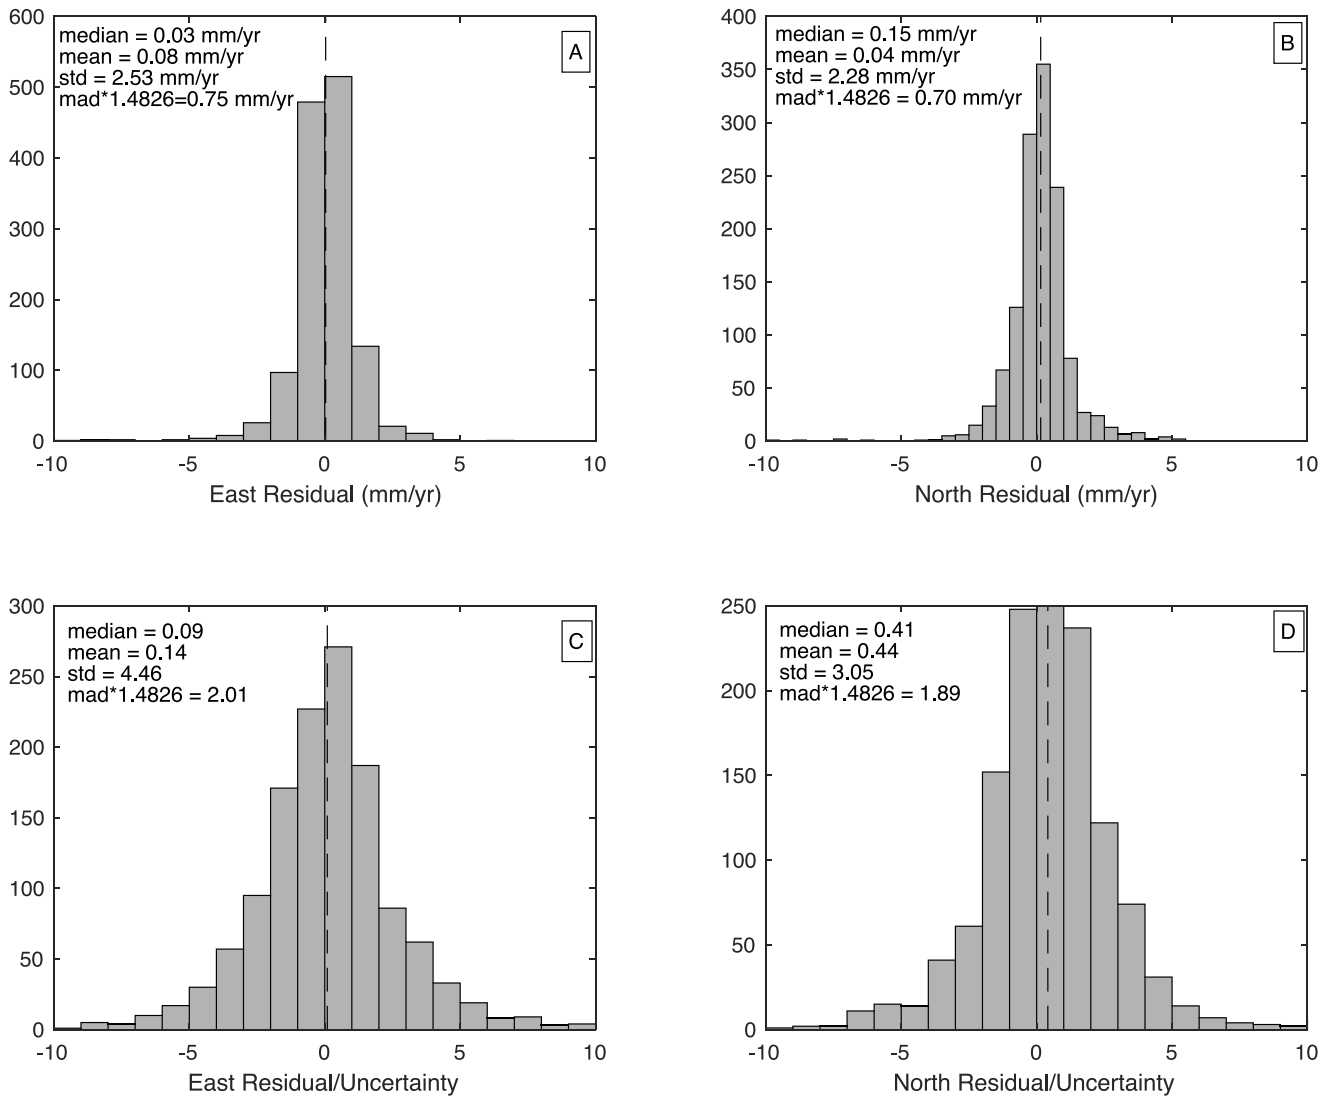 median = 0.03 mm/yr
mean = 0.08 mm/yr
std = 2.53 mm/yr
mad*1.4826=0.75 mm/yr
A
600
500
400
300
200
100
0
-10 -5 0 5 10
East Residual (mm/yr)
median = 0.15 mm/yr
mean = 0.04 mm/yr
std = 2.28 mm/yr
mad*1.4826 = 0.70 mm/yr
B
400
350
300
250
200
150
100
50
0
-10 -5 0 5 10
North Residual (mm/yr)
median = 0.09
mean = 0.14
std = 4.46
mad*1.4826 = 2.01
C
300
250
200
150
100
50
0
-10 -5 0 5 10
East Residual/Uncertainty
median = 0.41
mean = 0.44
std = 3.05
mad*1.4826 = 1.89
D
250
200
150
100
50
0
-10 -5 0 5 10
North Residual/Uncertainty